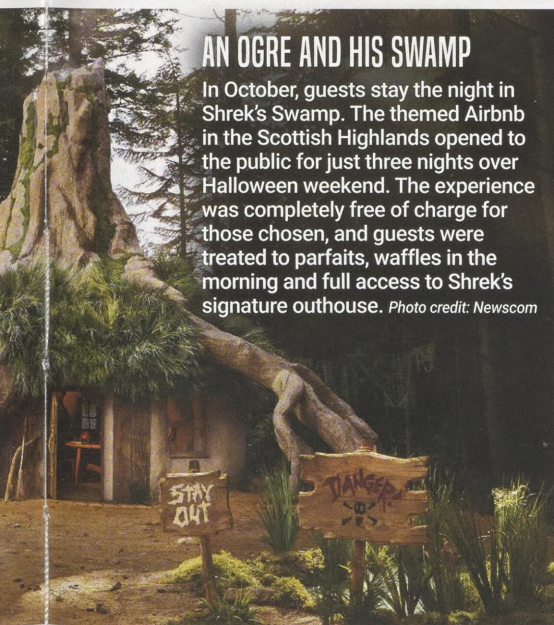 AN OGRE AND HIS SWAMP
In October, guests stay the night in
Shrek's Swamp. The themed Airbnb
in the Scottish Highlands opened to
the public for just three nights over
Halloween weekend. The experience
was completely free of charge for
those chosen, and guests were
treated to parfaits, waffles in the
morning and full access to Shrek's
signature outhouse. Photo credit: Newscom
STAY
OUT
DANGER!